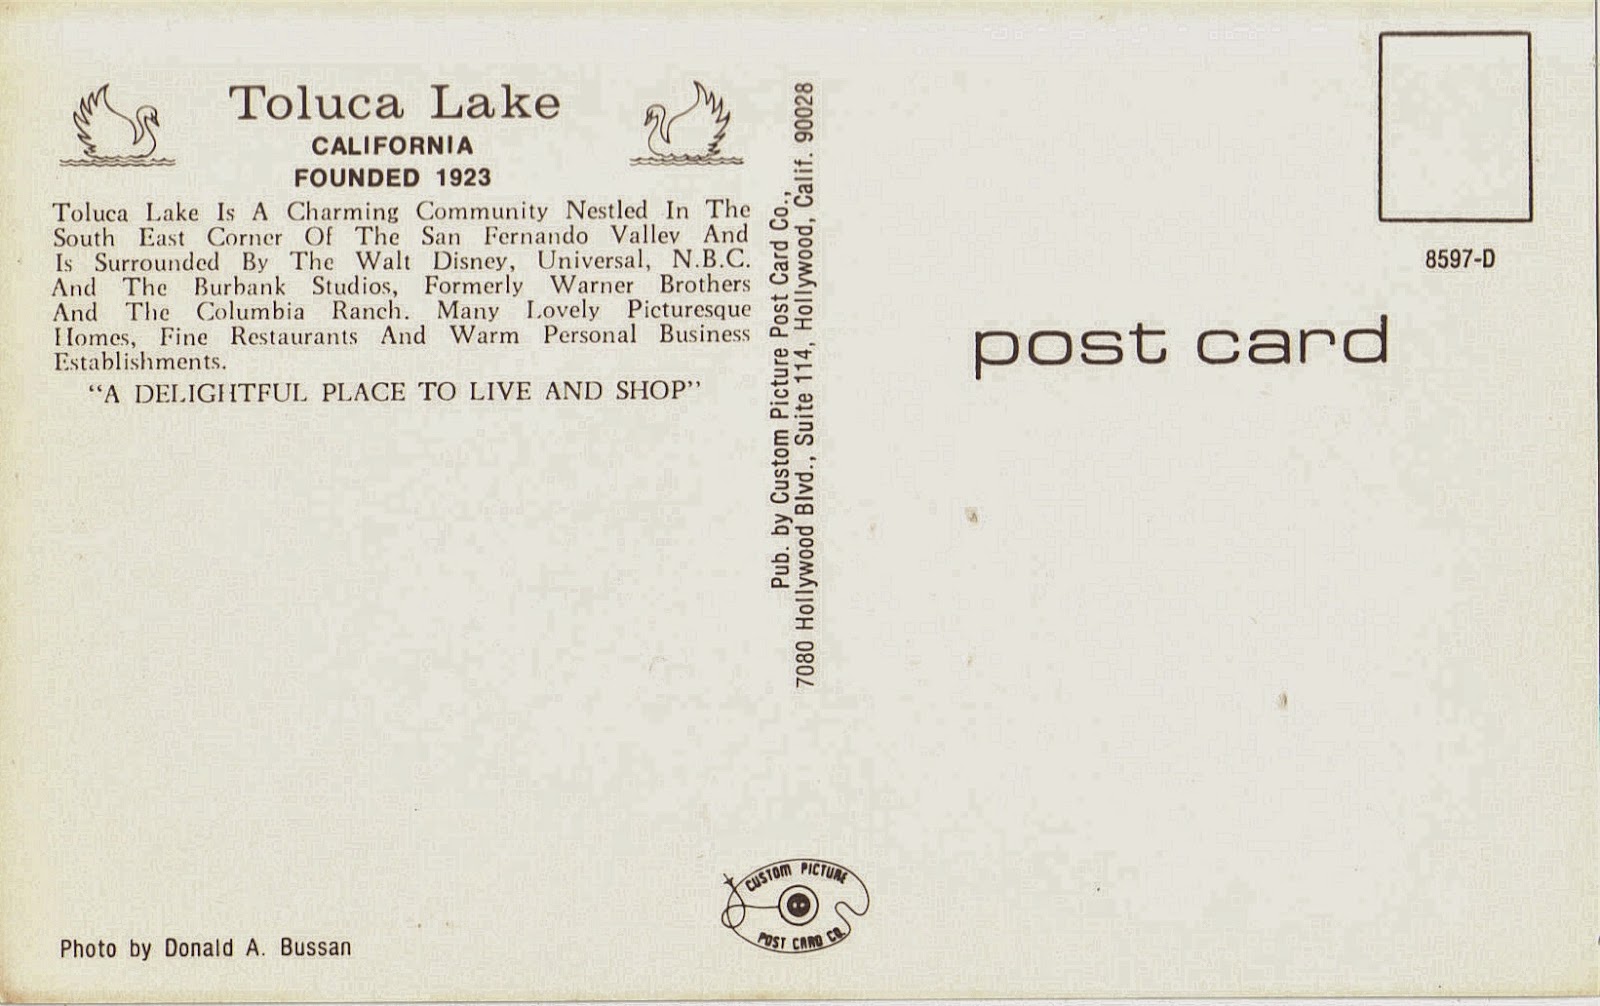 Toluca Lake
CALIFORNIA
FOUNDED 1923
Toluca Lake Is A Charming Community Nestled In The
South East Corner Of The San Fernando Valley And
Is Surrounded By The Walt Disney, Universal, N.B.C.
And The Burbank Studios, Formerly Warner Brothers
And The Columbia Ranch. Many Lovely Picturesque
Homes, Fine Restaurants And Warm Personal Business
Establishments.
“A DELIGHTFUL PLACE TO LIVE AND SHOP”
Photo by Donald A. Bussan
Pub. by Custom Picture Post Card Co.,
7080 Hollywood Blvd., Suite 114, Hollywood, Calif. 90028
CUSTOM PICTURE
POST CARD CO.
8597-D
post card